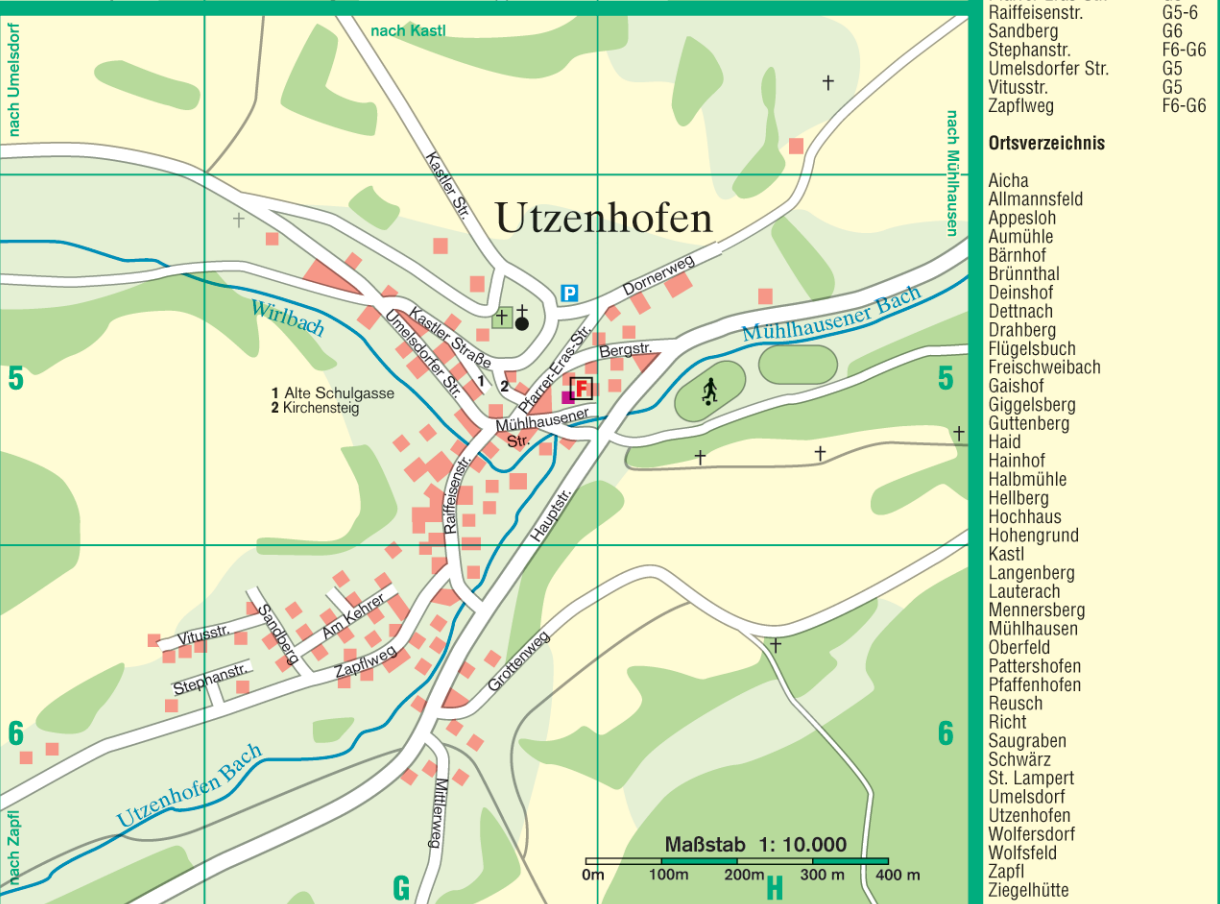 nach Umelsdorf
nach Kastl
nach Mühlhausen
Kastler Str.
Utzenhofen
Dornerweg
P
Wirlbach
Mühlhausener Bach
Kastler Straße
Umelsdorfer Str.
Pfarrer-Eras-Str.
Bergstr.
5
5
1 Alte Schulgasse
2 Kirchensteig
1
2
F
Mühlhausener
Str.
Raiffeisenstr.
Hauptstr.
Sandberg
Am Kehrer
Vitusstr.
Stephanstr.
Zapflweg
Grottenweg
6
6
Utzenhofen Bach
Mittlerweg
nach Zapfl
Maßstab 1: 10.000
0m 100m 200m 300 m 400 m
G
H
Raiffeisenstr. G5-6
Sandberg G6
Stephanstr. F6-G6
Umelsdorfer Str. G5
Vitusstr. G5
Zapflweg F6-G6
Ortsverzeichnis
Aicha
Allmannsfeld
Appesloh
Aumühle
Bärnhof
Brünnthal
Deinshof
Dettnach
Drahberg
Flügelsbuch
Freischweibach
Gaishof
Giggelsberg
Guttenberg
Haid
Hainhof
Halbmühle
Hellberg
Hochhaus
Hohengrund
Kastl
Langenberg
Lauterach
Mennersberg
Mühlhausen
Oberfeld
Pattershofen
Pfaffenhofen
Reusch
Richt
Saugraben
Schwärz
St. Lampert
Umelsdorf
Utzenhofen
Wolfersdorf
Wolfsfeld
Zapfl
Ziegelhütte